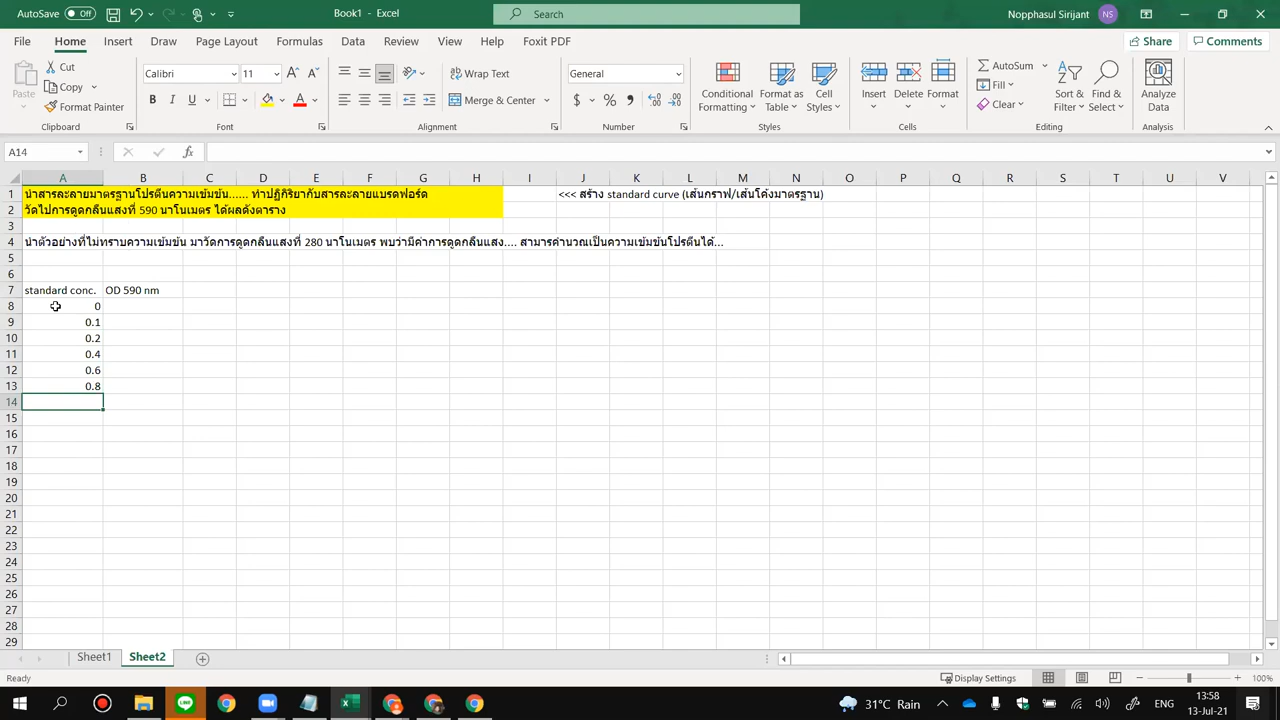 AutoSave Off
Book1 - Excel
Search
Nopphasul Sirijant
NS
File Home Insert Draw Page Layout Formulas Data Review View Help Foxit PDF
Share
Comments
Paste
Cut
Copy
Format Painter
Clipboard
Calibri
11
B I U
Font
Wrap Text
Merge & Center
Alignment
General
$ % 9
Number
Conditional Formatting
Format as Table
Cell Styles
Styles
Insert
Delete
Format
Cells
AutoSum
Fill
Clear
Sort & Filter
Find & Select
Editing
Analyze Data
Analysis
A14
fx
A B C D E F G H I J K L M N O P Q R S T U V
1 นำสารละลายมาตรฐานโปรตีนความเข้มข้น...... ทำปฏิกิริยากับสารละลายแบรดฟอร์ด <<< สร้าง standard curve (เส้นกราฟ/เส้นโค้งมาตรฐาน)
2 วัดไปการดูดกลืนแสงที่ 590 นาโนเมตร ได้ผลดังตาราง
3
4 นำตัวอย่างที่ไม่ทราบความเข้มข้น มาวัดการดูดกลืนแสงที่ 280 นาโนเมตร พบว่ามีค่าการดูดกลืนแสง.... สามารคำนวณเป็นความเข้มข้นโปรตีนได้...
5
6
7 standard conc. OD 590 nm
8 0
9 0.1
10 0.2
11 0.4
12 0.6
13 0.8
14
15
16
17
18
19
20
21
22
23
24
25
26
27
28
29
Sheet1 Sheet2
Ready
Display Settings
100%
31°C Rain
ENG
13:58
13-Jul-21